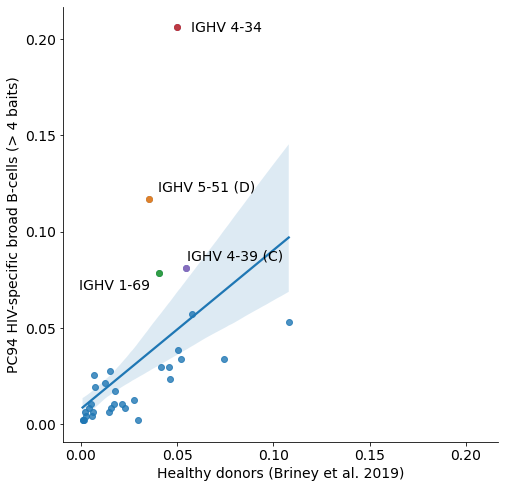 0.20
0.15
0.10
0.05
0.00
PC94 HIV-specific broad B-cells (> 4 baits)
IGHV 4-34
IGHV 5-51 (D)
IGHV 4-39 (C)
IGHV 1-69
0.00 0.05 0.10 0.15 0.20
Healthy donors (Briney et al. 2019)